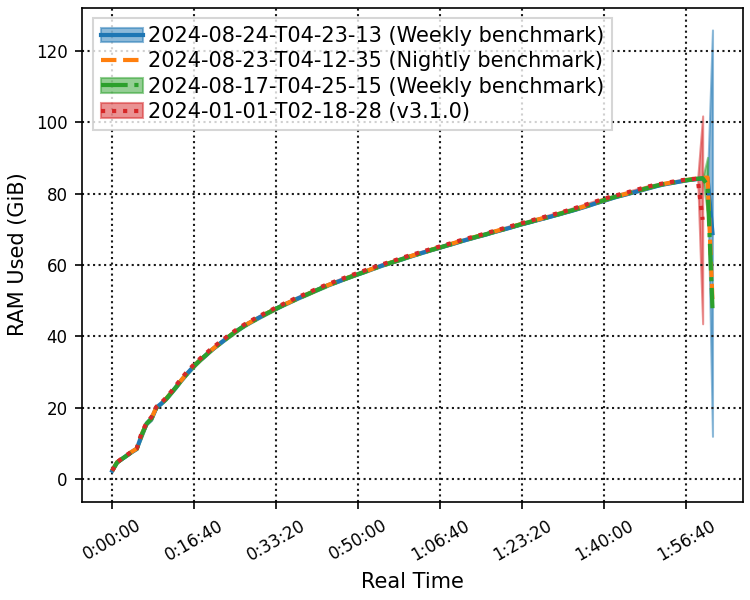 2024-08-24-T04-23-13 (Weekly benchmark)
2024-08-23-T04-12-35 (Nightly benchmark)
2024-08-17-T04-25-15 (Weekly benchmark)
2024-01-01-T02-18-28 (v3.1.0)
120
100
80
60
40
20
0
RAM Used (GiB)
0:00:00
0:16:40
0:33:20
0:50:00
1:06:40
1:23:20
1:40:00
1:56:40
Real Time